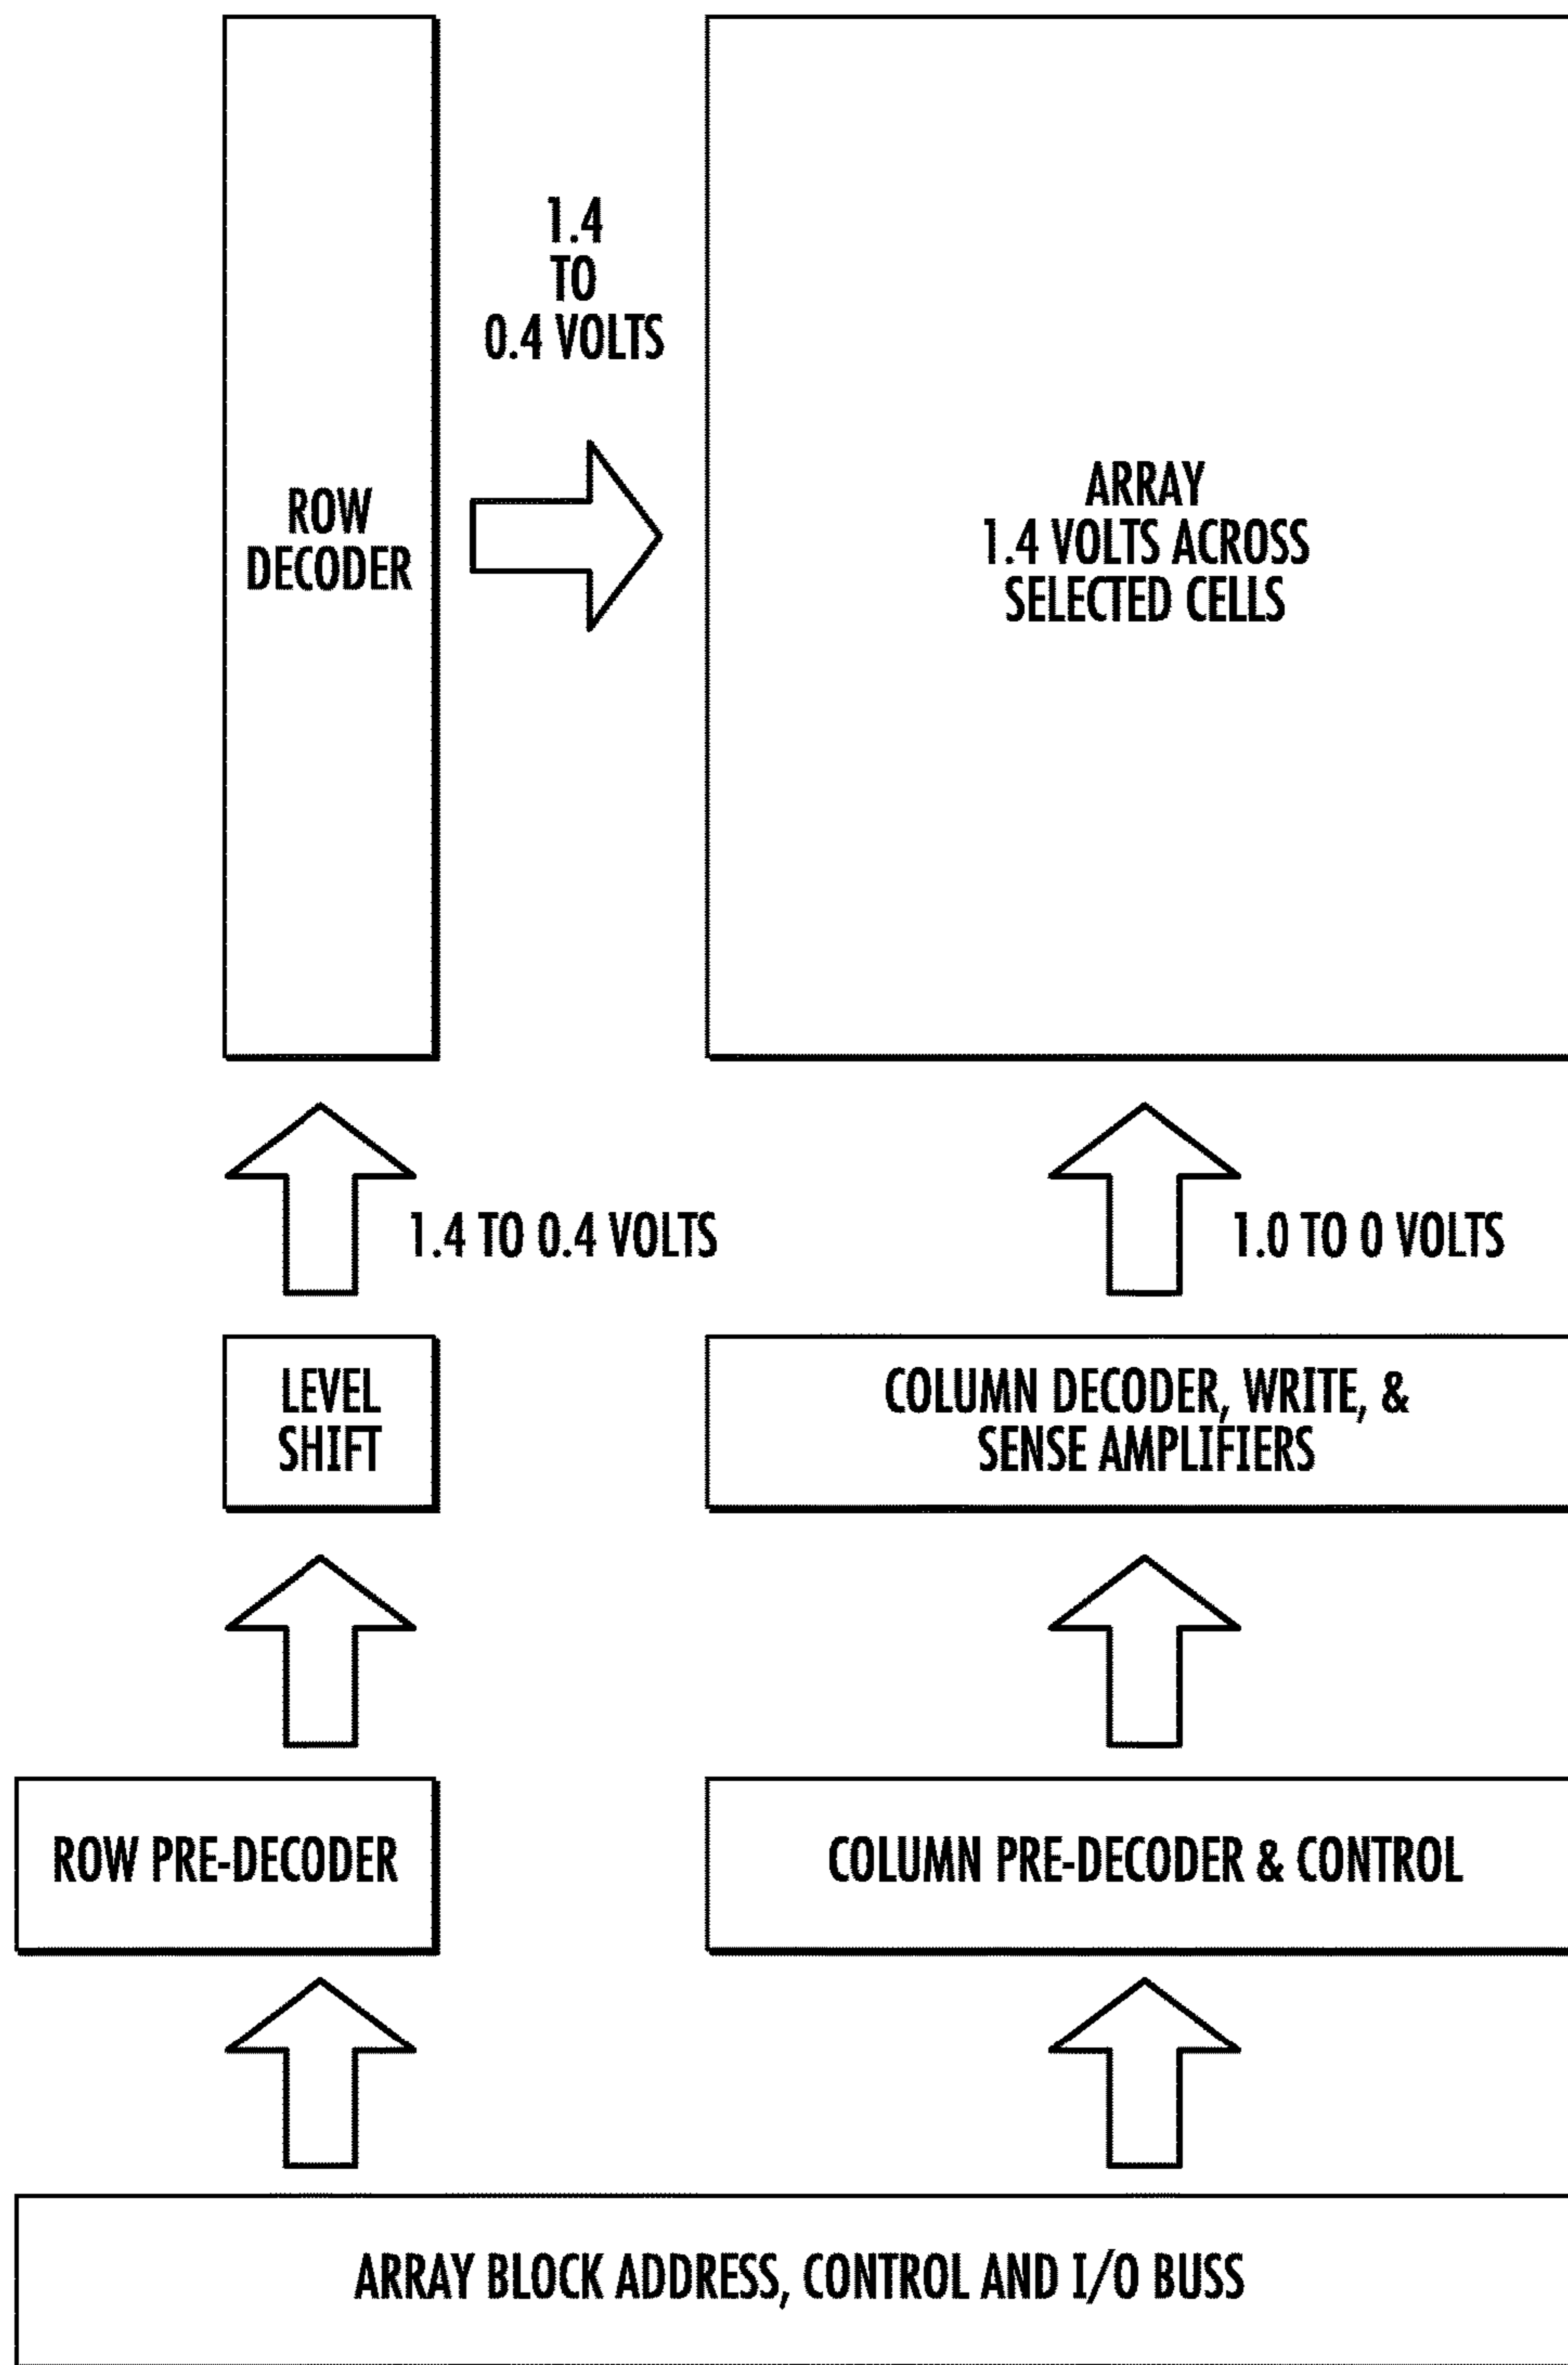 1.4
TO
0.4 VOLTS
ROW
DECODER
ARRAY
1.4 VOLTS ACROSS
SELECTED CELLS
1.4 TO 0.4 VOLTS
1.0 TO 0 VOLTS
LEVEL
SHIFT
COLUMN DECODER, WRITE, &
SENSE AMPLIFIERS
ROW PRE-DECODER
COLUMN PRE-DECODER & CONTROL
ARRAY BLOCK ADDRESS, CONTROL AND I/O BUSS